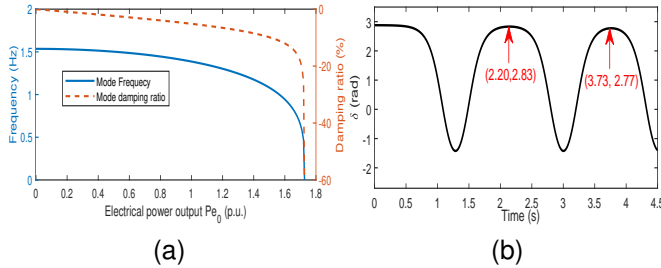 2
1.5
1
0.5
0
Frequency (Hz)
Mode Frequecy
Mode damping ratio
0
-20
-40
-60
Damping ratio (%)
0 0.2 0.4 0.6 0.8 1 1.2 1.4 1.6 1.8
Electrical power output Pe0 (p.u.)
(a)
3
2
1
0
-1
-2
δ (rad)
(2.20,2.83)
(3.73, 2.77)
0 0.5 1 1.5 2 2.5 3 3.5 4 4.5
Time (s)
(b)